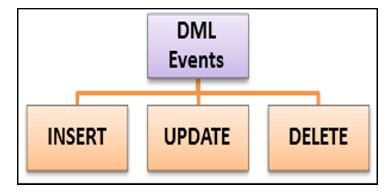 DML
Events
INSERT
UPDATE
DELETE